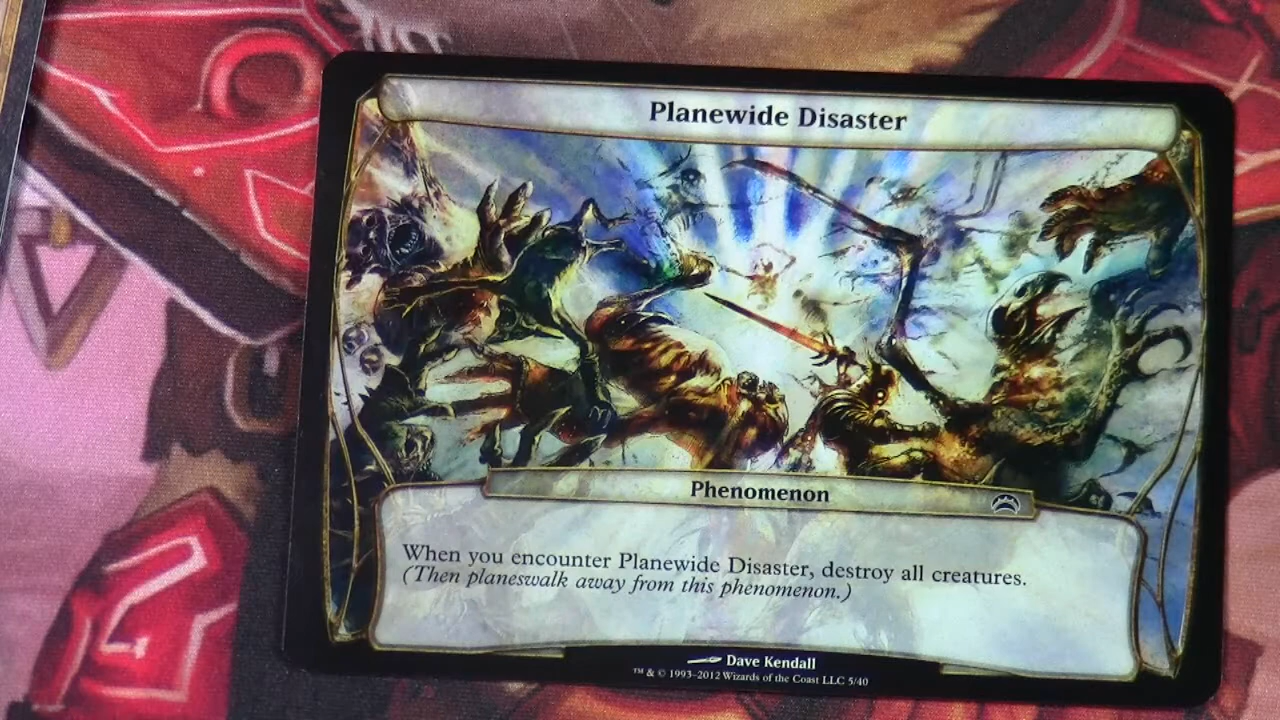 Planewide Disaster
Phenomenon
When you encounter Planewide Disaster, destroy all creatures.
(Then planeswalk away from this phenomenon.)
Dave Kendall
™ & © 1993–2012 Wizards of the Coast LLC 5/40